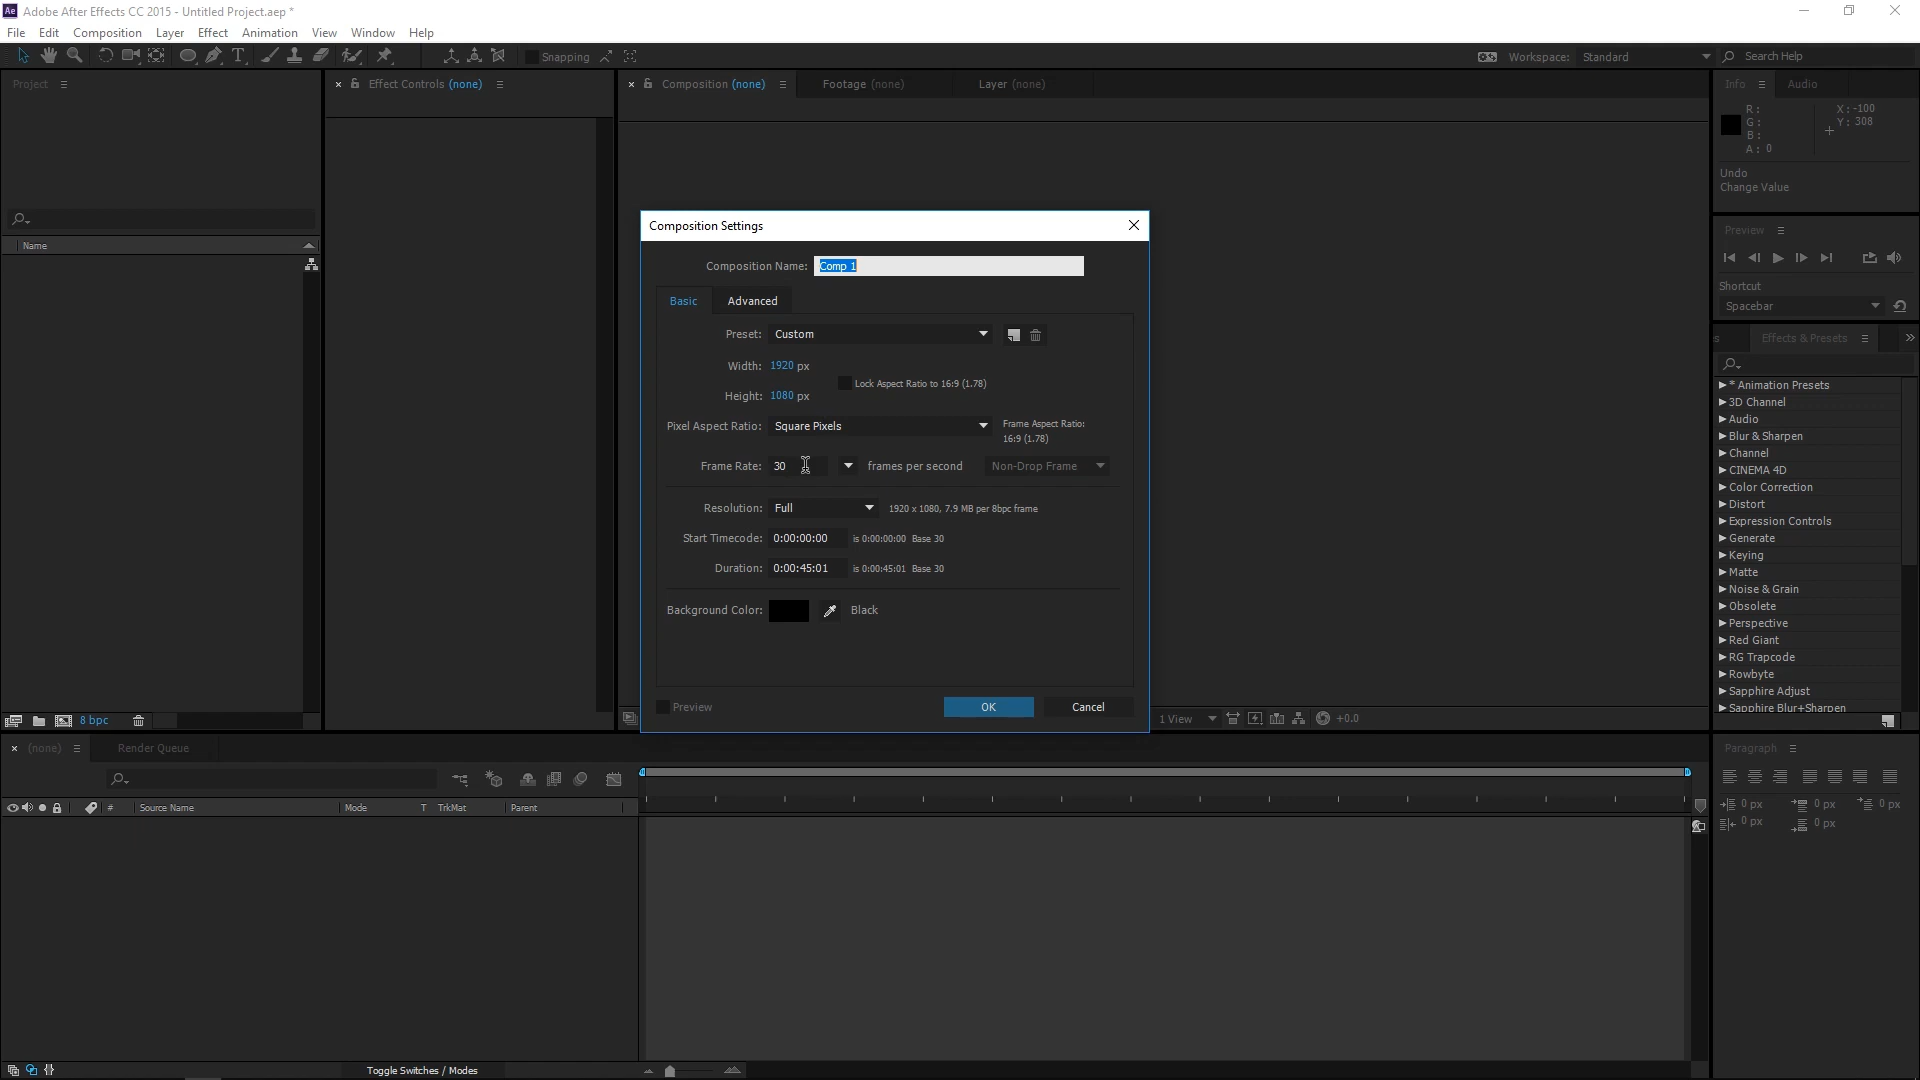 Ae Adobe After Effects CC 2015 - Untitled Project.aep *
File Edit Composition Layer Effect Animation View Window Help
T Snapping Workspace: Standard Search Help
Project
Effect Controls (none)
Composition (none) Footage (none) Layer (none)
Info Audio
R:
G:
B:
A: 0
X: -100
Y: 308
Undo
Change Value
Preview
Shortcut
Spacebar
s Effects & Presets
* Animation Presets
3D Channel
Audio
Blur & Sharpen
Channel
CINEMA 4D
Color Correction
Distort
Expression Controls
Generate
Keying
Matte
Noise & Grain
Obsolete
Perspective
Red Giant
RG Trapcode
Rowbyte
Sapphire Adjust
Sapphire Blur+Sharpen
Name
8 bpc
Composition Settings
Composition Name: Comp 1
Basic Advanced
Preset: Custom
Width: 1920 px
Lock Aspect Ratio to 16:9 (1.78)
Height: 1080 px
Pixel Aspect Ratio: Square Pixels Frame Aspect Ratio:
16:9 (1.78)
Frame Rate: 30 frames per second Non-Drop Frame
Resolution: Full 1920 x 1080, 7.9 MB per 8bpc frame
Start Timecode: 0:00:00:00 is 0:00:00:00 Base 30
Duration: 0:00:45:01 is 0:00:45:01 Base 30
Background Color: Black
Preview OK Cancel
1 View +0.0
(none) Render Queue
# Source Name Mode T TrkMat Parent
Toggle Switches / Modes
Paragraph
0 px 0 px 0 px
0 px 0 px